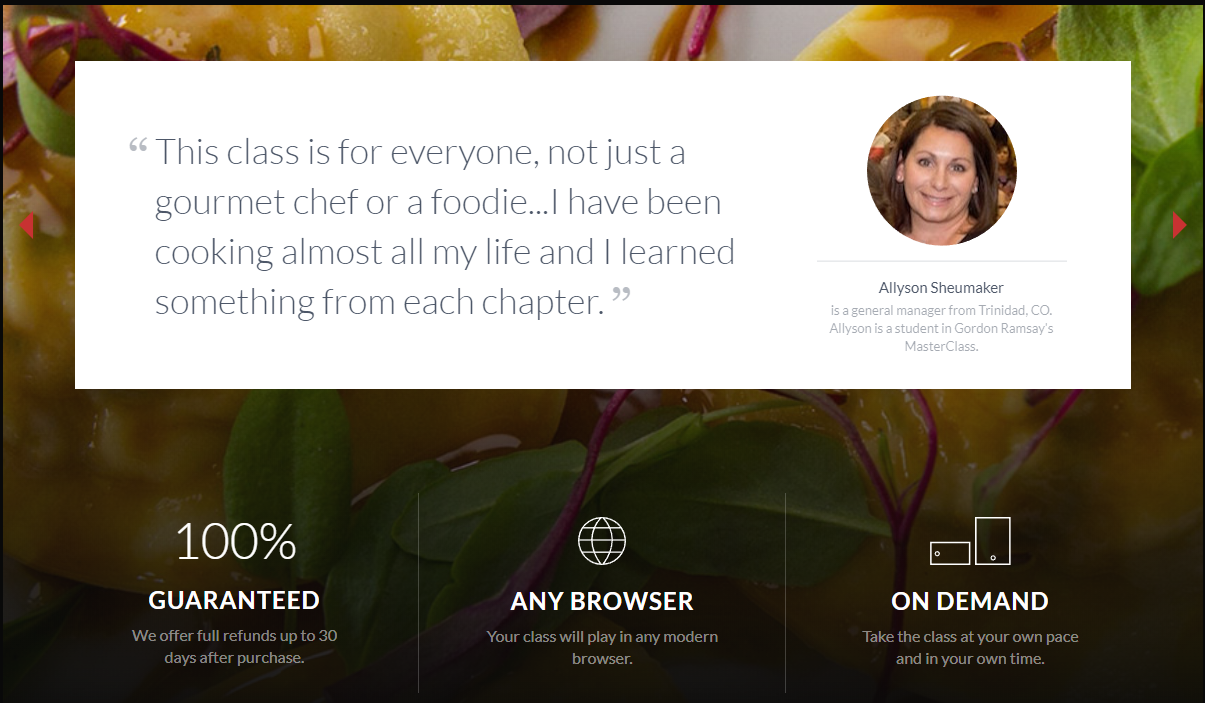 “ This class is for everyone, not just a
gourmet chef or a foodie...I have been
cooking almost all my life and I learned
something from each chapter. ”
Allyson Sheumaker
is a general manager from Trinidad, CO.
Allyson is a student in Gordon Ramsay's
MasterClass.
100%
GUARANTEED
We offer full refunds up to 30
days after purchase.
ANY BROWSER
Your class will play in any modern
browser.
ON DEMAND
Take the class at your own pace
and in your own time.